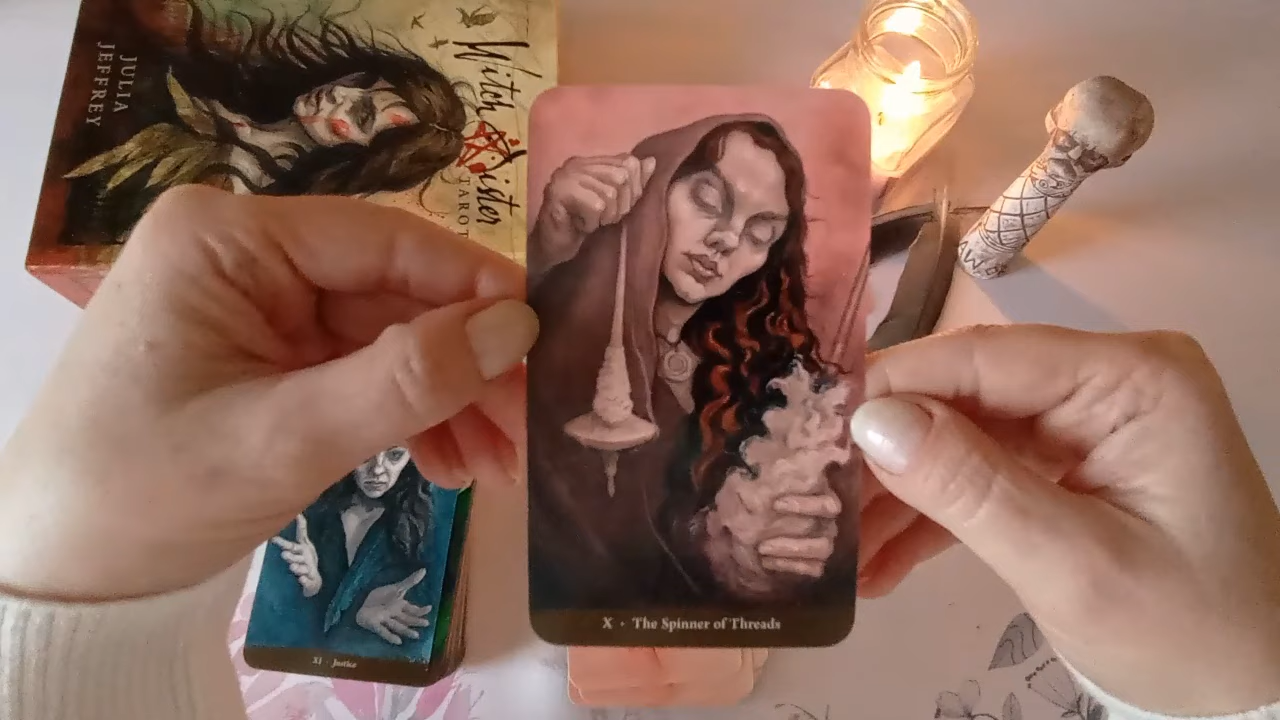 JULIA
JEFFREY
Witch Sister
TAROT
X · The Spinner of Threads
XI · Justice